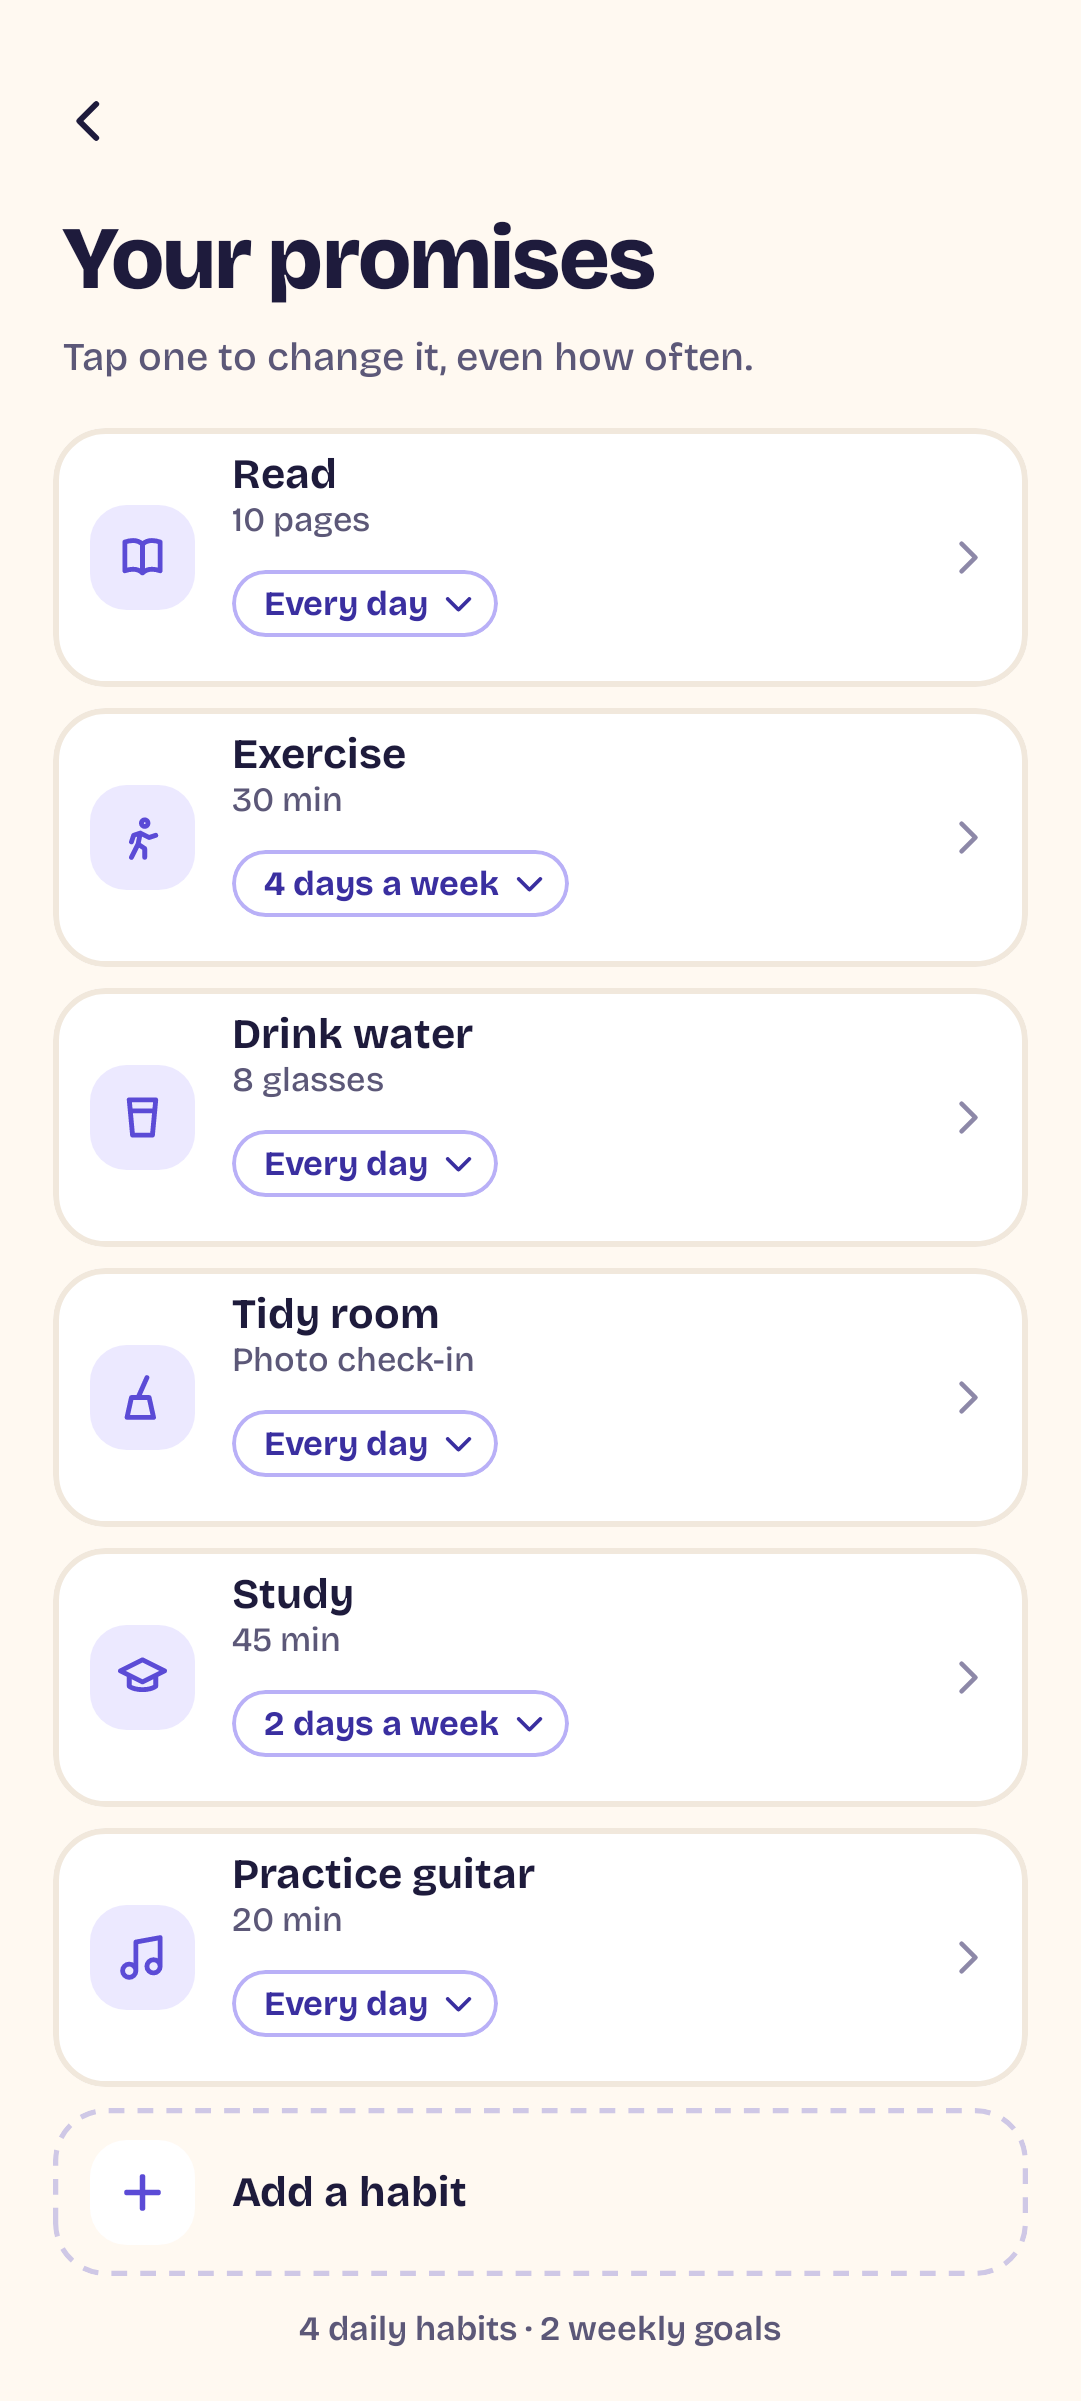 Your promises
Tap one to change it, even how often.
Read
10 pages
Every day
Exercise
30 min
4 days a week
Drink water
8 glasses
Every day
Tidy room
Photo check-in
Every day
Study
45 min
2 days a week
Practice guitar
20 min
Every day
Add a habit
4 daily habits · 2 weekly goals